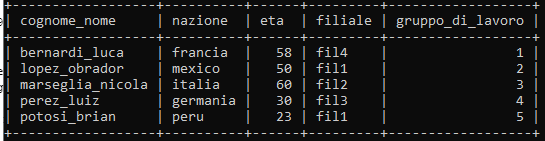 cognome_nome | nazione | eta | filiale | gruppo_di_lavoro
bernardi_luca | francia | 58 | fil4 | 1
lopez_obrador | mexico | 50 | fil1 | 2
marseglia_nicola | italia | 60 | fil2 | 3
perez_luiz | germania | 30 | fil3 | 4
potosi_brian | peru | 23 | fil1 | 5